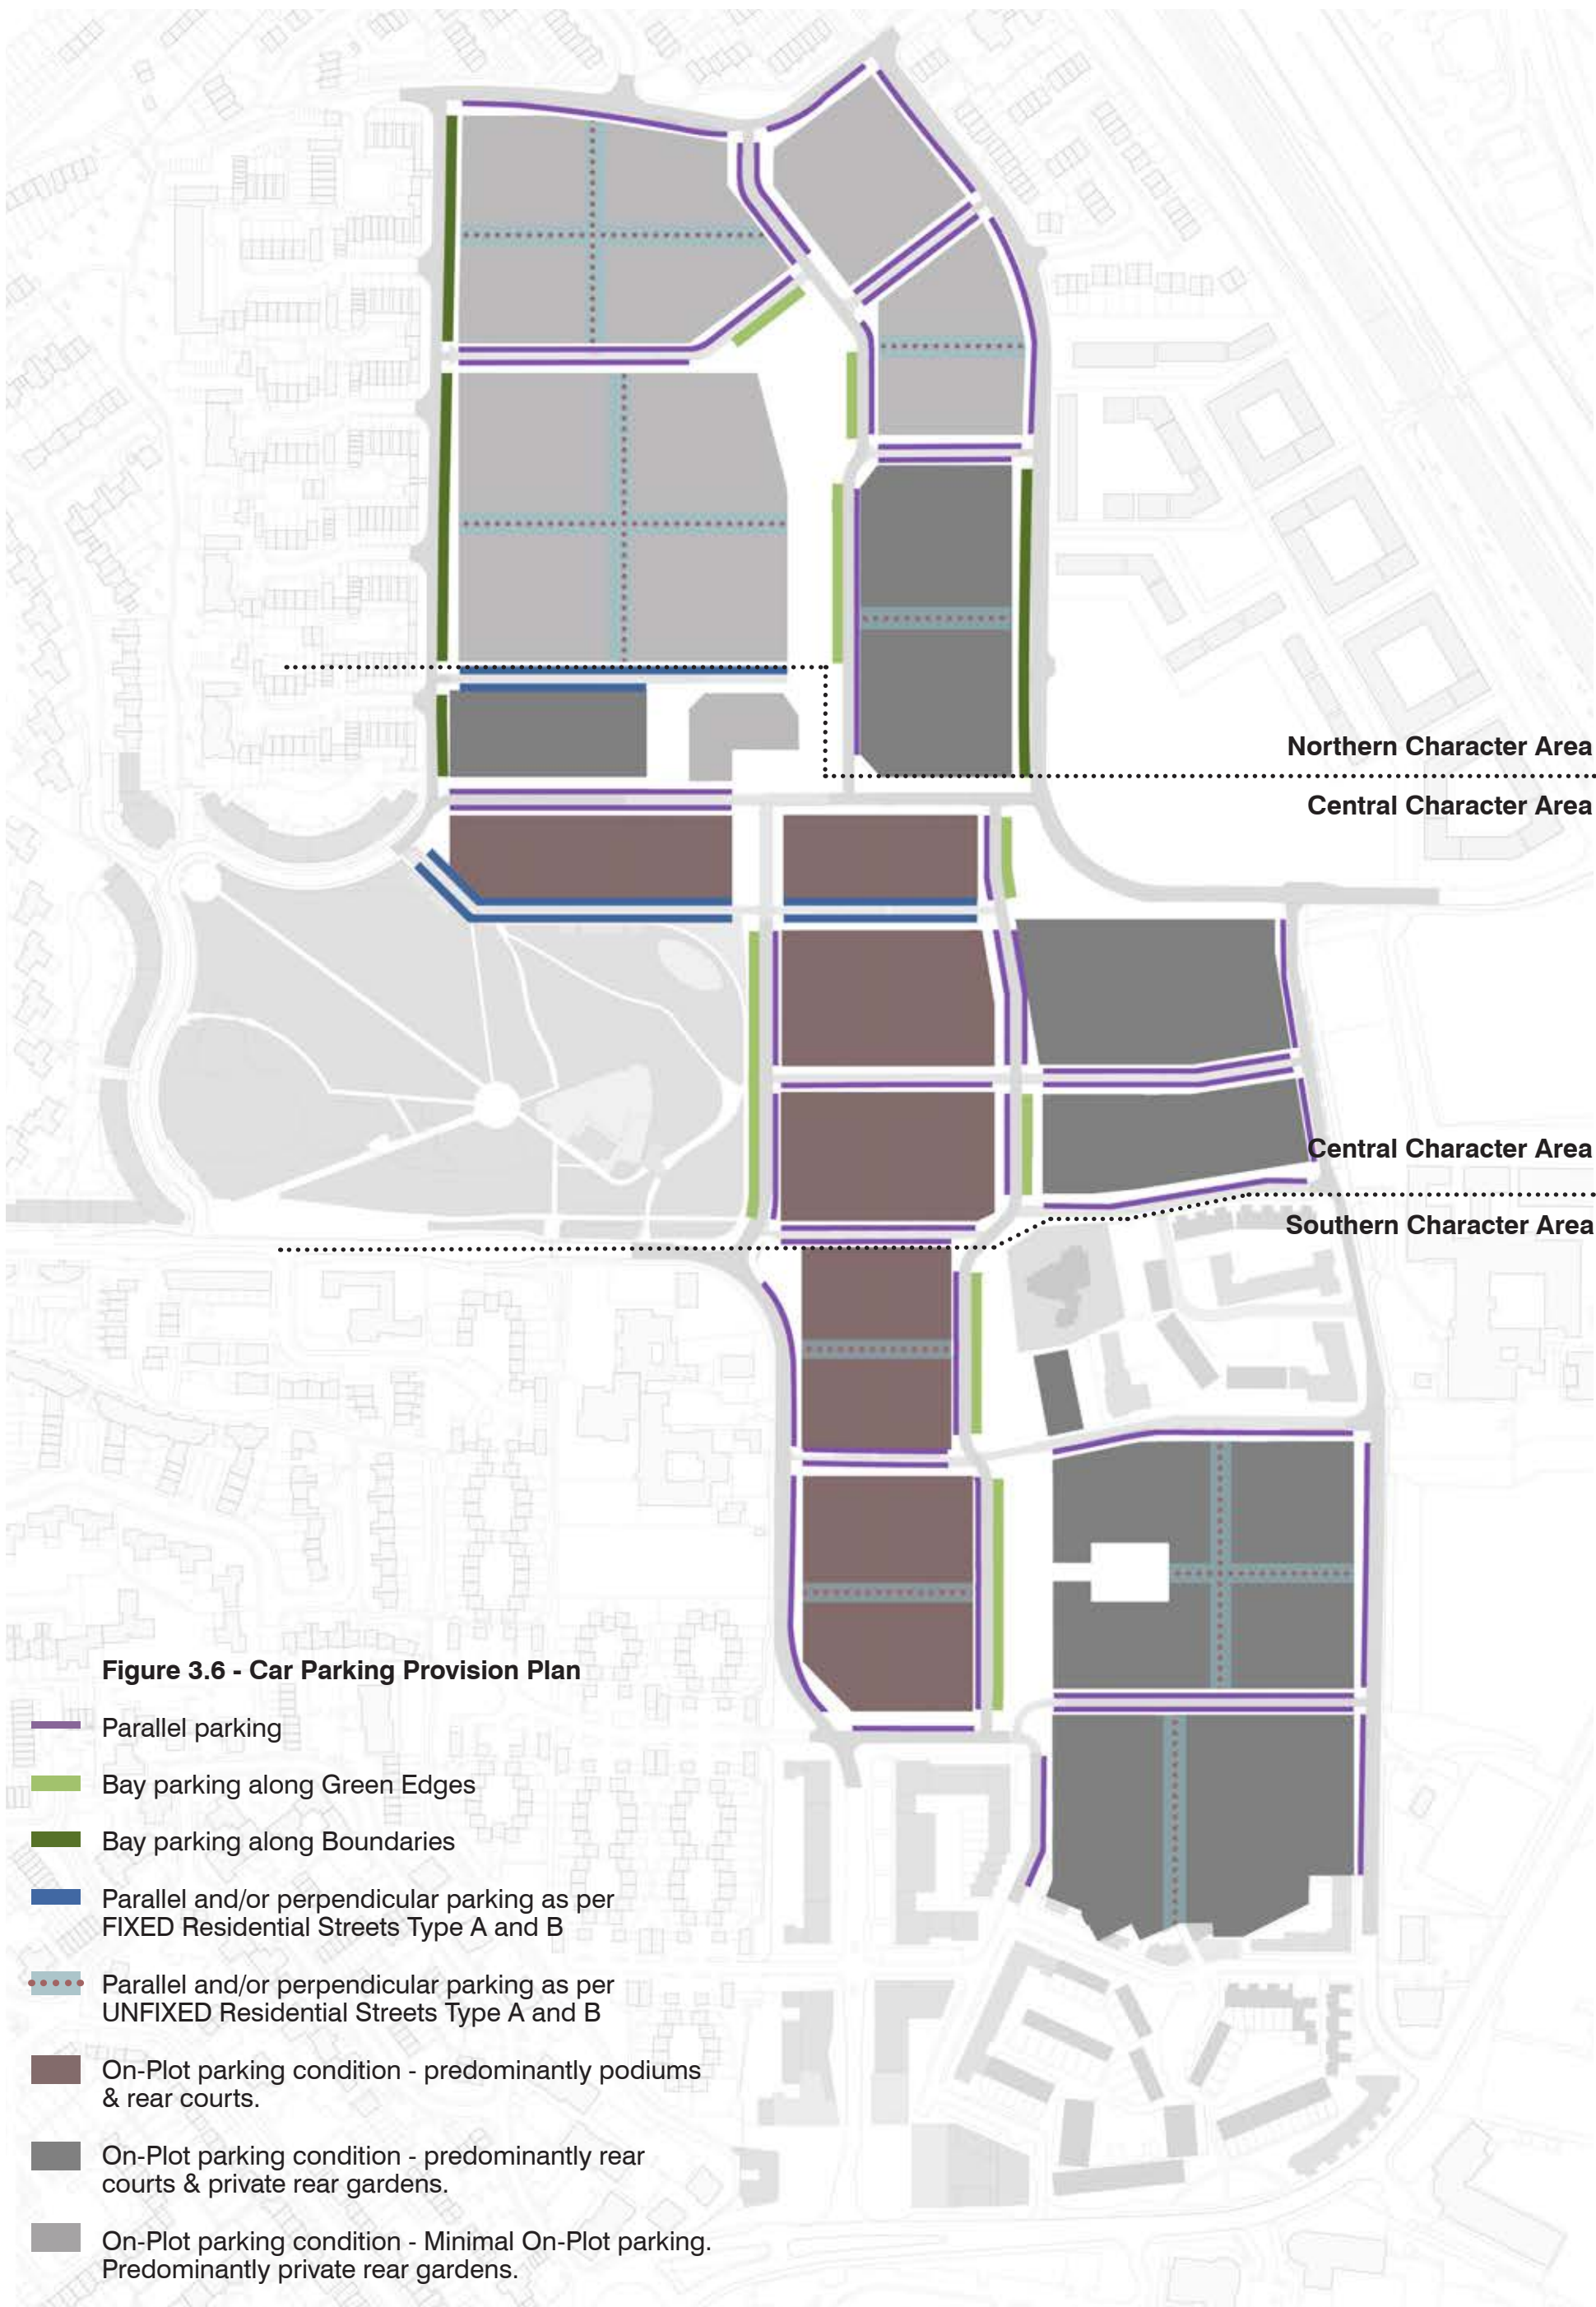 Northern Character Area
Central Character Area
Central Character Area
Southern Character Area
Figure 3.6 - Car Parking Provision Plan
Parallel parking
Bay parking along Green Edges
Bay parking along Boundaries
Parallel and/or perpendicular parking as per
FIXED Residential Streets Type A and B
Parallel and/or perpendicular parking as per
UNFIXED Residential Streets Type A and B
On-Plot parking condition - predominantly podiums
& rear courts.
On-Plot parking condition - predominantly rear
courts & private rear gardens.
On-Plot parking condition - Minimal On-Plot parking.
Predominantly private rear gardens.